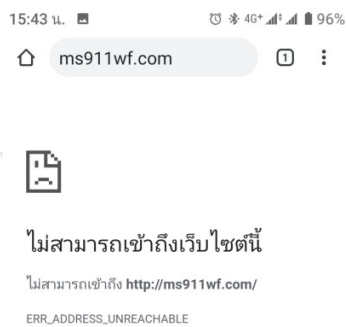 15:43 น. 4G+ 96%
ms911wf.com 1
ไม่สามารถเข้าถึงเว็บไซต์นี้
ไม่สามารถเข้าถึง http://ms911wf.com/
ERR_ADDRESS_UNREACHABLE